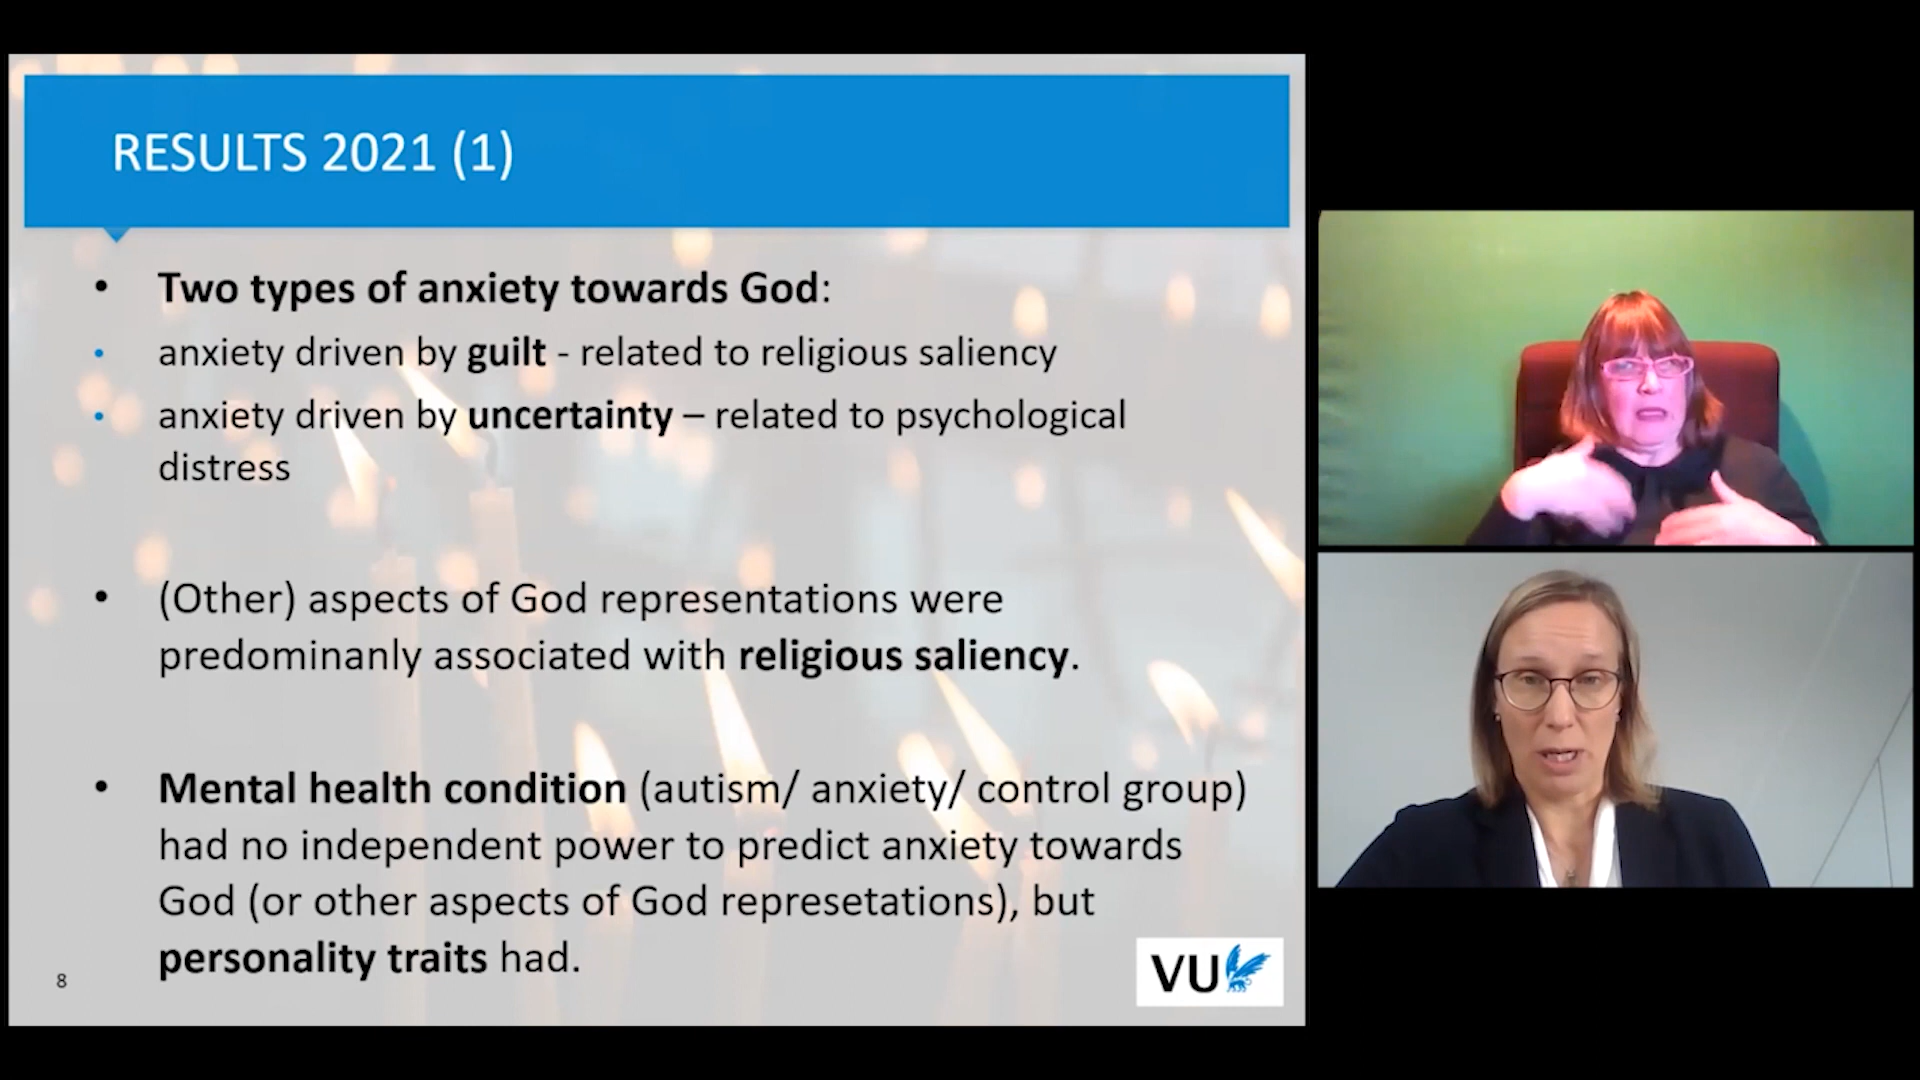 RESULTS 2021 (1)
• Two types of anxiety towards God:
• anxiety driven by guilt - related to religious saliency
• anxiety driven by uncertainty – related to psychological
distress
• (Other) aspects of God representations were
predominanly associated with religious saliency.
• Mental health condition (autism/ anxiety/ control group)
had no independent power to predict anxiety towards
God (or other aspects of God represetations), but
personality traits had.
8
VU